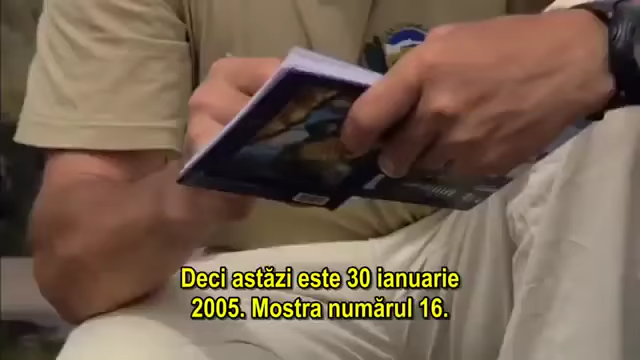 Deci astăzi este 30 ianuarie
2005. Mostra numărul 16.